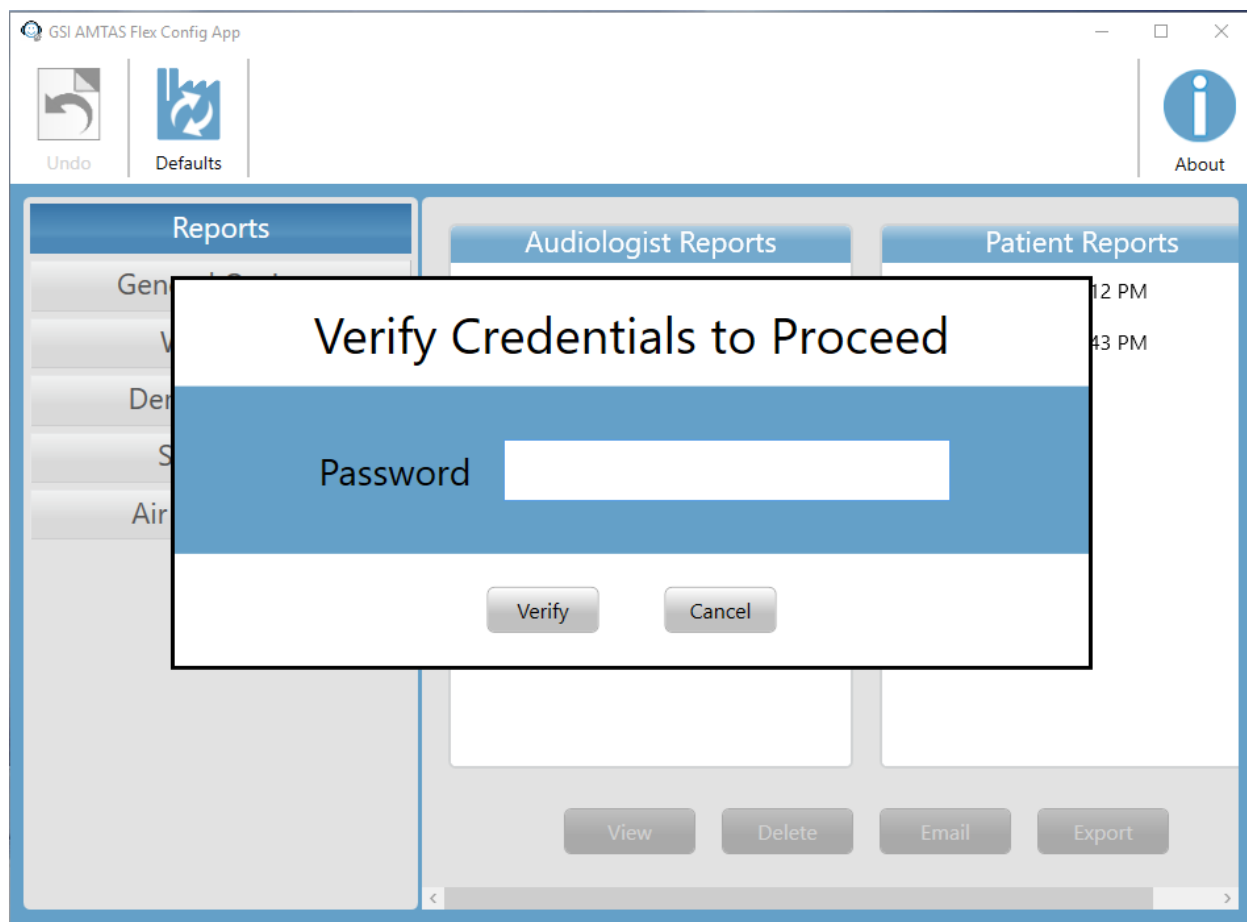 GSI AMTAS Flex Config App
Undo
Defaults
About
Reports
Audiologist Reports
Patient Reports
12 PM
43 PM
Verify Credentials to Proceed
Password
Verify
Cancel
Air
View
Delete
Email
Export